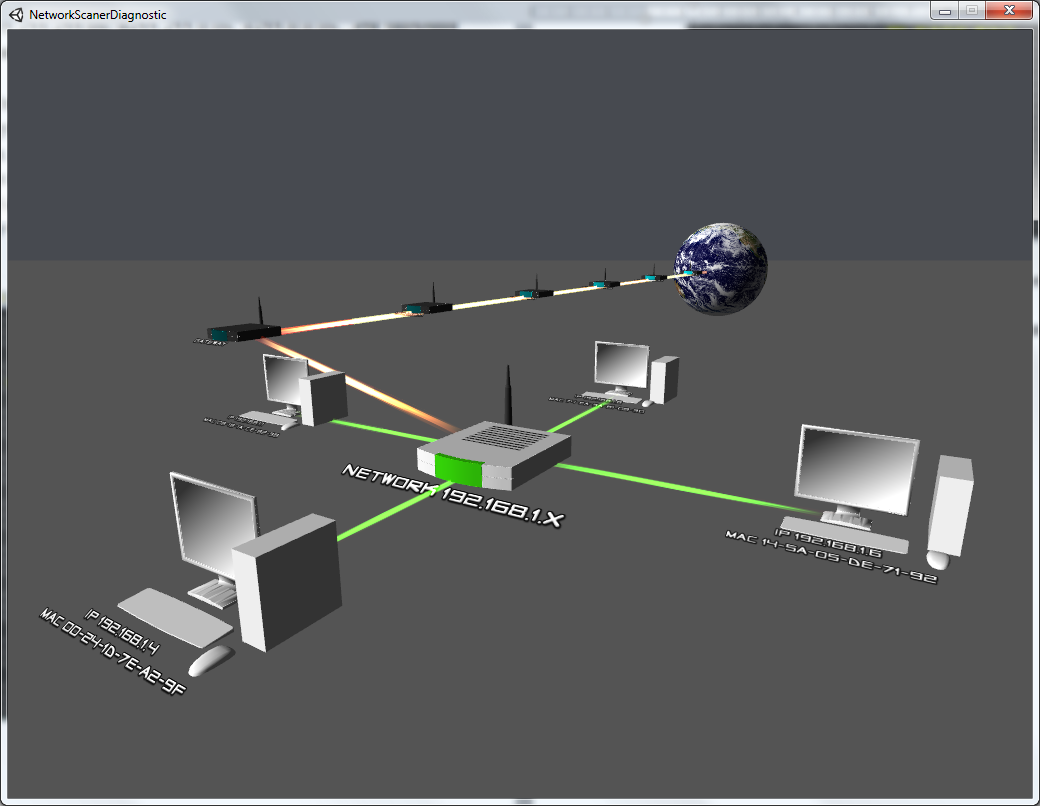 NetworkScanerDiagnostic
GATEWAY
NETWORK 192.168.1.X
IP 192.168.1.6
MAC 14-5A-05-DE-71-92
IP 192.168.1.4
MAC 00-24-1D-7E-A2-9F